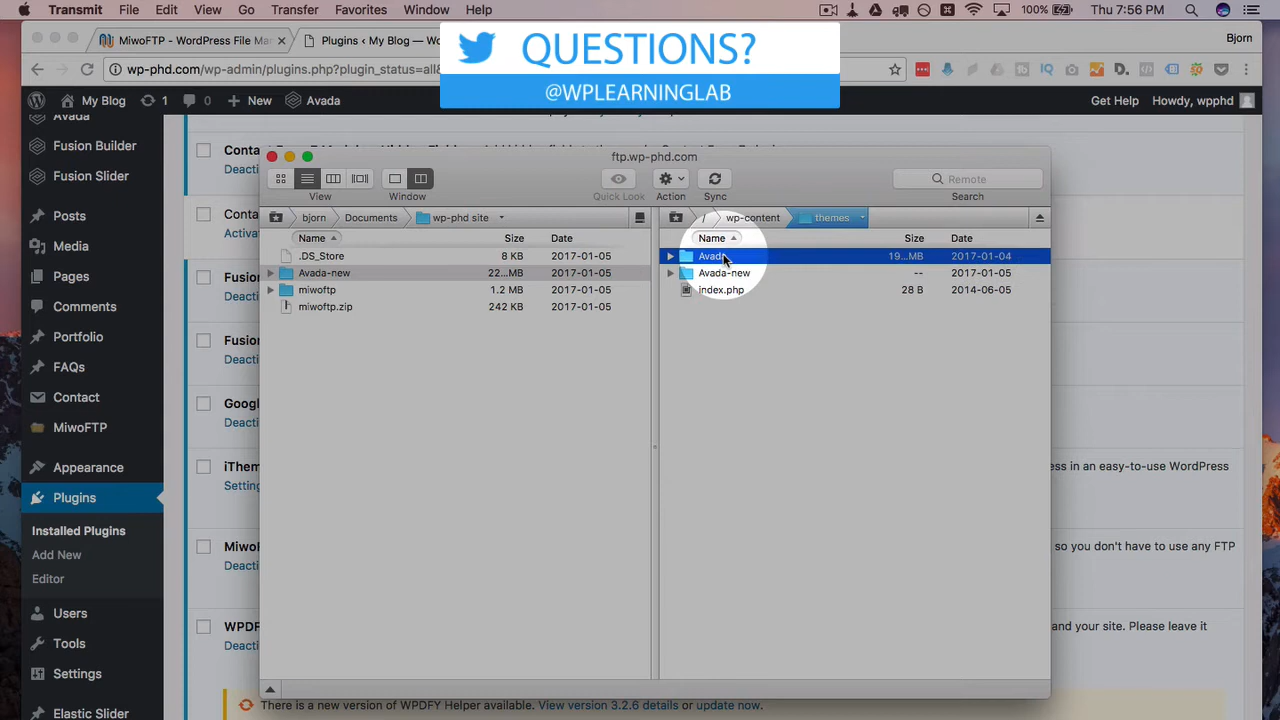 Transmit File Edit View Go Transfer Favorites Window Help 100% Thu 7:56 PM
QUESTIONS?
@WPLEARNINGLAB
MiwoFTP - WordPress File Ma
Plugins ‹ My Blog — Wo
Bjorn
wp-phd.com/wp-admin/plugins.php?plugin_status=all&
My Blog 1 0 New Avada Get Help Howdy, wpphd
Avada
Fusion Builder
Fusion Slider
Posts
Media
Pages
Comments
Portfolio
FAQs
Contact
MiwoFTP
Appearance
Plugins
Installed Plugins
Add New
Editor
Users
Tools
Settings
Elastic Slider
Deacti
Conta
Activa
Fusion
Deacti
Fusio
Deacti
Goog
Deacti
iThem
Setting
ess in an easy-to-use WordPress
Miwo
Deacti
so you don't have to use any FTP
WPDF
Deacti
and your site. Please leave it
There is a new version of WPDFY Helper available. View version 3.2.6 details or update now.
ftp.wp-phd.com
View Window Quick Look Action Sync Search
Remote
bjorn Documents wp-phd site
Name Size Date
.DS_Store 8 KB 2017-01-05
Avada-new 22...MB 2017-01-05
miwoftp 1.2 MB 2017-01-05
miwoftp.zip 242 KB 2017-01-05
/ wp-content themes
Name Size Date
Avada 19...MB 2017-01-04
Avada-new -- 2017-01-05
index.php 28 B 2014-06-05